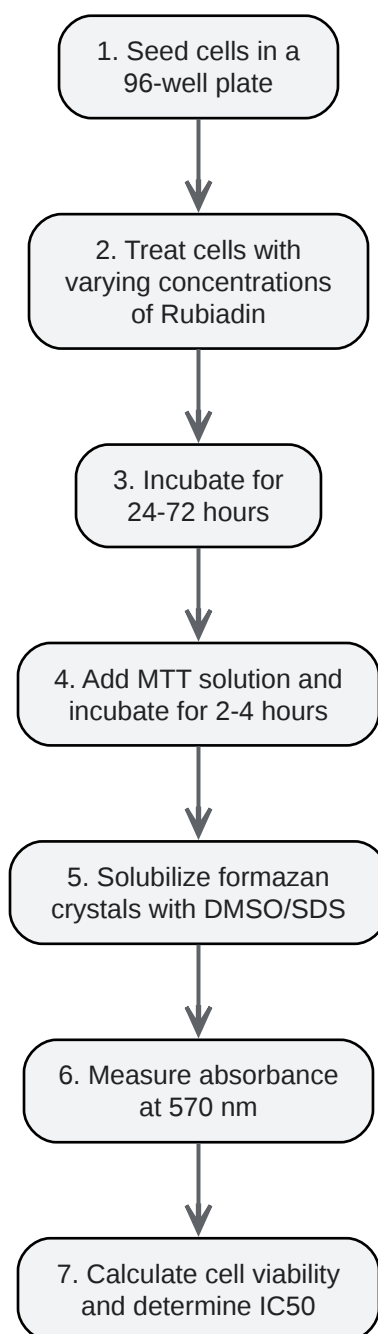 1. Seed cells in a
96-well plate
2. Treat cells with
varying concentrations
of Rubiadin
3. Incubate for
24-72 hours
4. Add MTT solution and
incubate for 2-4 hours
5. Solubilize formazan
crystals with DMSO/SDS
6. Measure absorbance
at 570 nm
7. Calculate cell viability
and determine IC50